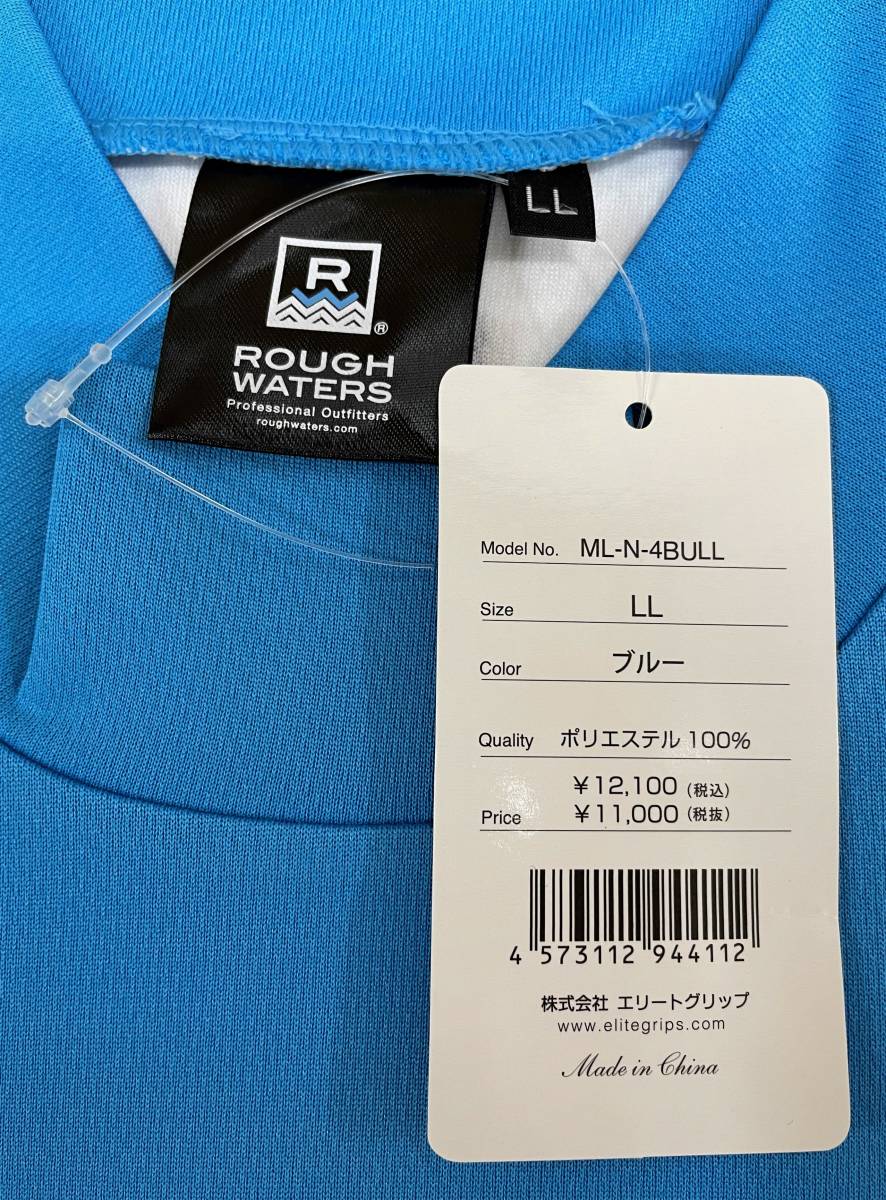 LL
R
®
ROUGH
WATERS
Professional Outfitters
roughwaters.com
Model No. ML-N-4BULL
Size LL
Color ブルー
Quality ポリエステル 100%
¥12,100 (税込)
Price ¥11,000 (税抜)
4 573112 944112
株式会社 エリートグリップ
www.elitegrips.com
Made in China